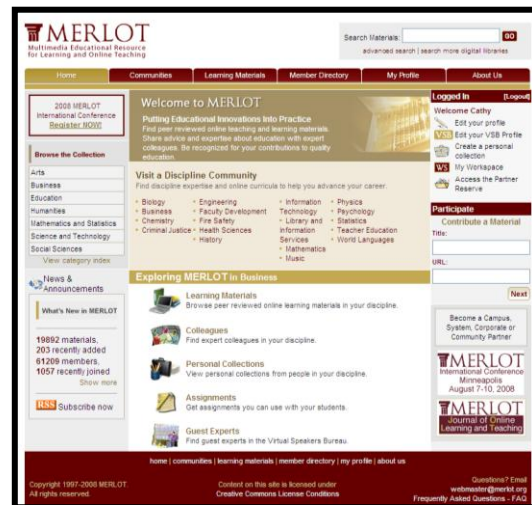 MERLOT
Multimedia Educational Resource
for Learning and Online Teaching
Search Materials:
GO
advanced search | search more digital libraries
Home
Communities
Learning Materials
Member Directory
My Profile
About Us
2008 MERLOT
International Conference
Register NOW!
Browse the Collection
Arts
Business
Education
Humanities
Mathematics and Statistics
Science and Technology
Social Sciences
View category index
News &
Announcements
What's New in MERLOT
19892 materials,
203 recently added
61209 members,
1057 recently joined
Show more
RSS Subscribe now
Welcome to MERLOT
Putting Educational Innovations Into Practice
Find peer reviewed online teaching and learning materials.
Share advice and expertise about education with expert
colleagues. Be recognized for your contributions to quality
education.
Visit a Discipline Community
Find discipline expertise and online curricula to help you advance your career.
Biology
Business
Chemistry
Criminal Justice
Engineering
Faculty Development
Fire Safety
Health Sciences
History
Information
Technology
Library and
Information
Services
Mathematics
Music
Physics
Psychology
Statistics
Teacher Education
World Languages
Exploring MERLOT in Business
Learning Materials
Browse peer reviewed online learning materials in your discipline.
Colleagues
Find expert colleagues in your discipline.
Personal Collections
View personal collections from people in your discipline.
Assignments
Get assignments you can use with your students.
Guest Experts
Find guest experts in the Virtual Speakers Bureau.
Logged In [Logout]
Welcome Cathy
Edit your profile
VSB Edit your VSB Profile
Create a personal
collection
WS My Workspace
Access the Partner
Reserve
Participate
Contribute a Material
Title:
URL:
Next
Become a Campus,
System, Corporate or
Community Partner
MERLOT
International Conference
Minneapolis
August 7-10, 2008
MERLOT
Journal of Online
Learning and Teaching
home | communities | learning materials | member directory | my profile | about us
Copyright 1997-2008 MERLOT.
All rights reserved.
Content on this site is licensed under
Creative Commons License Conditions
Questions? Email
webmaster@merlot.org
Frequently Asked Questions - FAQ